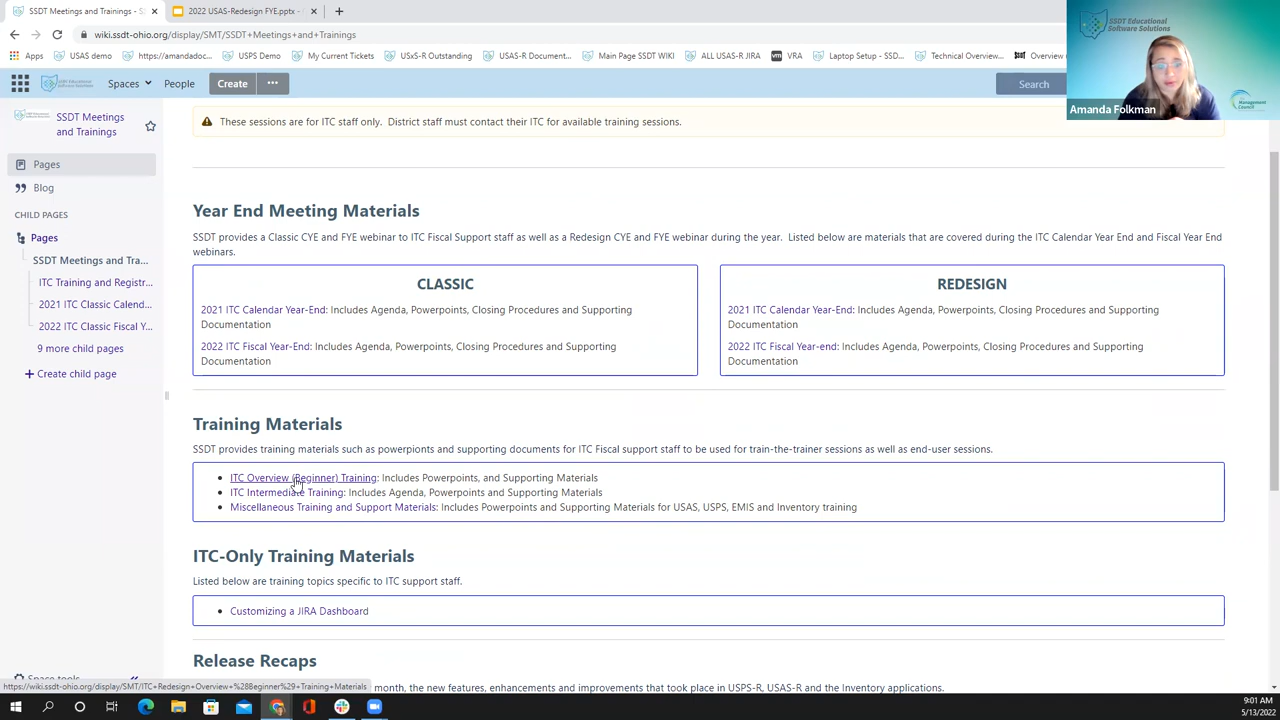 SSDT Meetings and Trainings - S
2022 USAS-Redesign FYE.pptx -
wiki.ssdt-ohio.org/display/SMT/SSDT+Meetings+and+Trainings
Apps
USAS demo
https://amandadoc...
USPS Demo
My Current Tickets
USxS-R Outstanding
USAS-R Document...
Main Page SSDT WIKI
ALL USAS-R JIRA
VRA
Laptop Setup - SSD...
Technical Overview...
Overview
Spaces
People
Create
Search
SSDT Educational
Software Solutions
Management
Council
Amanda Folkman
SSDT Meetings
and Trainings
Pages
Blog
CHILD PAGES
Pages
SSDT Meetings and Tra...
ITC Training and Registr...
2021 ITC Classic Calend...
2022 ITC Classic Fiscal Y...
9 more child pages
Create child page
Space tools
These sessions are for ITC staff only. District staff must contact their ITC for available training sessions.
Year End Meeting Materials
SSDT provides a Classic CYE and FYE webinar to ITC Fiscal Support staff as well as a Redesign CYE and FYE webinar during the year. Listed below are materials that are covered during the ITC Calendar Year End and Fiscal Year End
webinars.
CLASSIC
2021 ITC Calendar Year-End: Includes Agenda, Powerpoints, Closing Procedures and Supporting
Documentation
2022 ITC Fiscal Year-End: Includes Agenda, Powerpoints, Closing Procedures and Supporting
Documentation
REDESIGN
2021 ITC Calendar Year-End: Includes Agenda, Powerpoints, Closing Procedures and Supporting
Documentation
2022 ITC Fiscal Year-end: Includes Agenda, Powerpoints, Closing Procedures and Supporting
Documentation
Training Materials
SSDT provides training materials such as powerpionts and supporting documents for ITC Fiscal support staff to be used for train-the-trainer sessions as well as end-user sessions.
ITC Overview (Beginner) Training: Includes Powerpoints, and Supporting Materials
ITC Intermediate Training: Includes Agenda, Powerpoints and Supporting Materials
Miscellaneous Training and Support Materials: Includes Powerpoints and Supporting Materials for USAS, USPS, EMIS and Inventory training
ITC-Only Training Materials
Listed below are training topics specific to ITC support staff.
Customizing a JIRA Dashboard
Release Recaps
month, the new features, enhancements and improvements that took place in USPS-R, USAS-R and the Inventory applications.
https://wiki.ssdt-ohio.org/display/SMT/ITC+Redesign+Overview+%28Beginner%29+Training+Materials
9:01 AM
5/13/2022